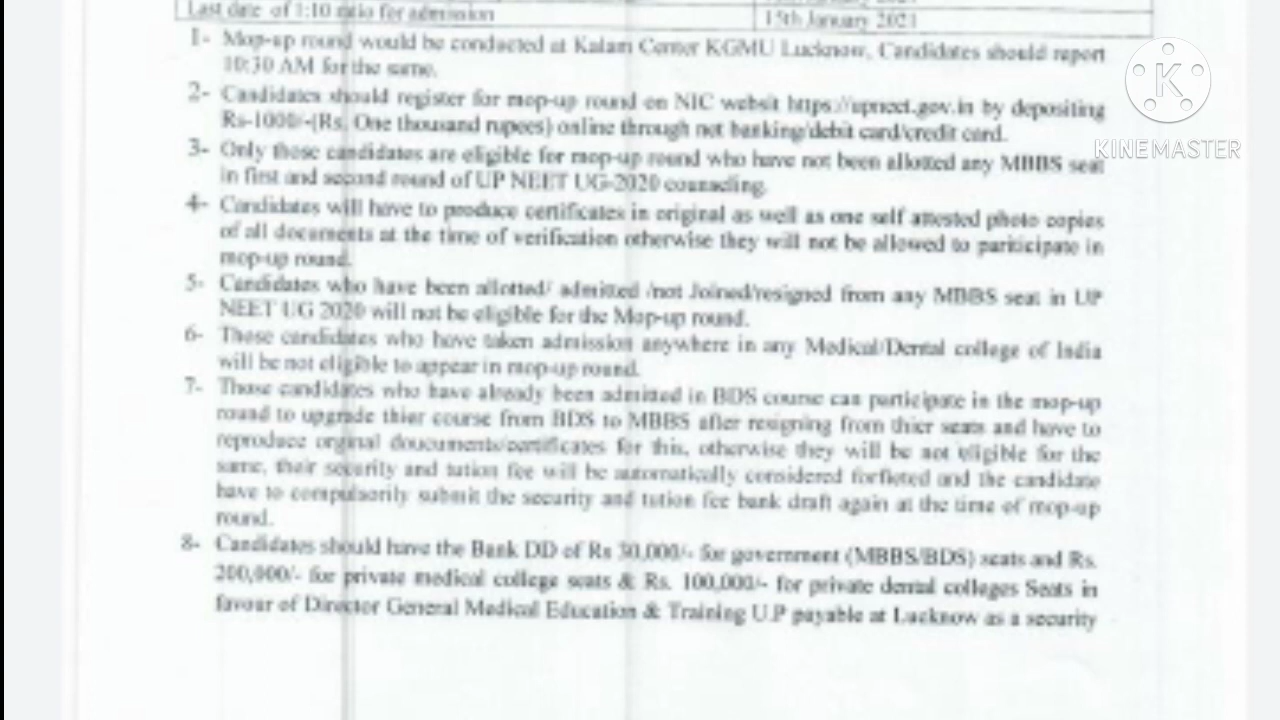 Last date of 1:10 ratio for admission
15th January 2021
1- Mop-up round would be conducted at Kalam Center KGMU Lucknow, Candidates should report
10:30 AM for the same.
2- Candidates should register for mop-up round on NIC websit https://upneet.gov.in by depositing
Rs-1000/-(Rs. One thousand rupees) online through net banking/debit card/credit card.
3- Only those candidates are eligible for mop-up round who have not been allotted any MBBS seat
in first and second round of UP NEET UG-2020 counseling.
4- Candidates will have to produce certificates in original as well as one self attested photo copies
of all documents at the time of verification otherwise they will not be allowed to participate in
mop-up round.
5- Candidates who have been allotted/ admitted /not Joined/resigned from any MBBS seat in UP
NEET UG 2020 will not be eligible for the Mop-up round.
6- Those candidates who have taken admission anywhere in any Medical/Dental college of India
will be not eligible to appear in mop-up round.
7- Those candidates who have already been admitted in BDS course can participate in the mop-up
round to upgrade thier course from BDS to MBBS after resigning from thier seats and have to
reproduce orginal doucuments/certificates for this, otherwise they will be not eligible for the
same, their security and tution fee will be automatically considered forfieted and the candidate
have to compulsorily submit the security and tution fee bank draft again at the time of mop-up
round.
8- Candidates should have the Bank DD of Rs 30,000/- for government (MBBS/BDS) seats and Rs.
200,000/- for private medical college seats & Rs. 100,000/- for private dental colleges Seats in
favour of Director General Medical Education & Training U.P payable at Lucknow as a security
K
KINEMASTER